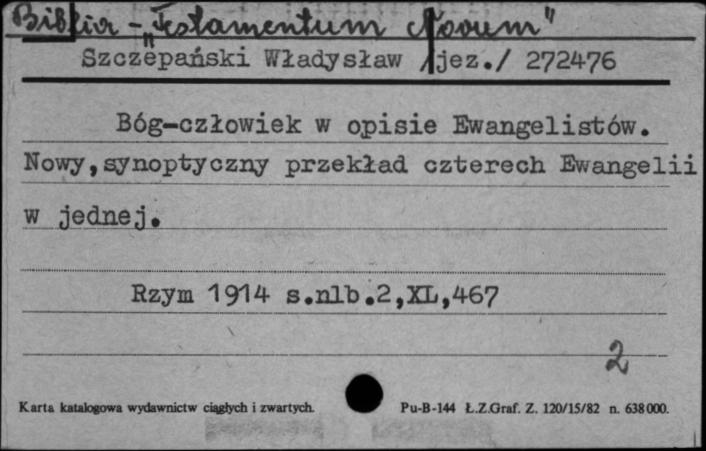 Biblia - "Testamentum Novum"
Szczepański Władysław /jez./ 272476
Bóg-człowiek w opisie Ewangelistów.
Nowy,synoptyczny przekład czterech Ewangelii
w jednej.
Rzym 1914 s.nlb.2,XL,467
2
Karta katalogowa wydawnictw ciągłych i zwartych.
Pu-B-144 Ł.Z.Graf. Z. 120/15/82 n. 638000.